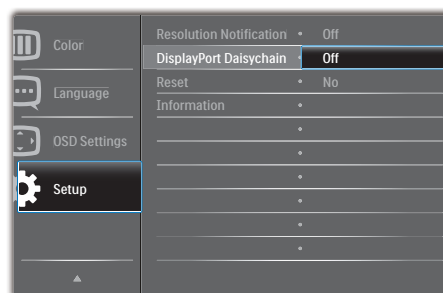 Color
Language
OSD Settings
Setup
Resolution Notification • Off
DisplayPort Daisychain • Off
Reset • No
Information •
•
•
•
•
•
•